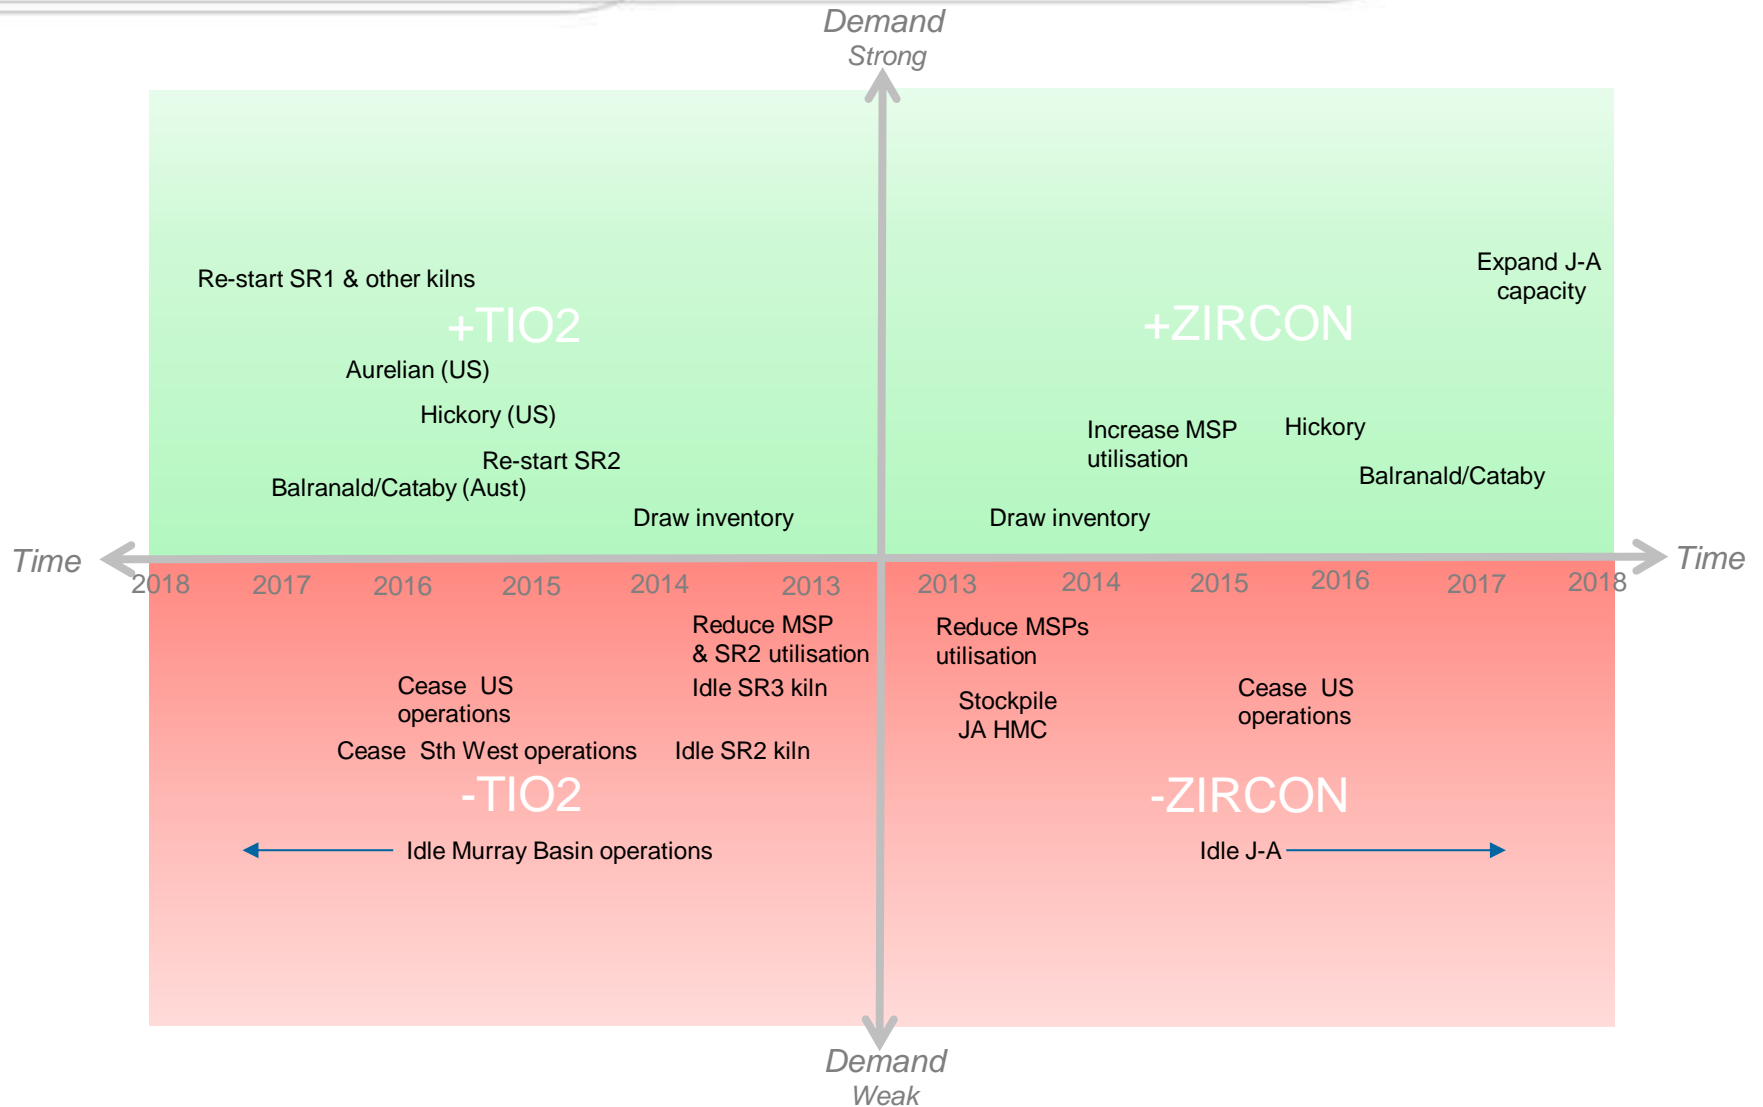 Demand
Strong
Re-start SR1 & other kilns
+TIO2
Aurelian (US)
Hickory (US)
Re-start SR2
Balranald/Cataby (Aust)
Draw inventory
Expand J-A
capacity
+ZIRCON
Increase MSP
utilisation
Hickory
Balranald/Cataby
Draw inventory
Time
2018 2017 2016 2015 2014 2013 2013 2014 2015 2016 2017 2018
Time
Reduce MSP
& SR2 utilisation
Idle SR3 kiln
Cease US
operations
Cease Sth West operations
Idle SR2 kiln
-TIO2
Idle Murray Basin operations
Reduce MSPs
utilisation
Stockpile
JA HMC
Cease US
operations
-ZIRCON
Idle J-A
Demand
Weak